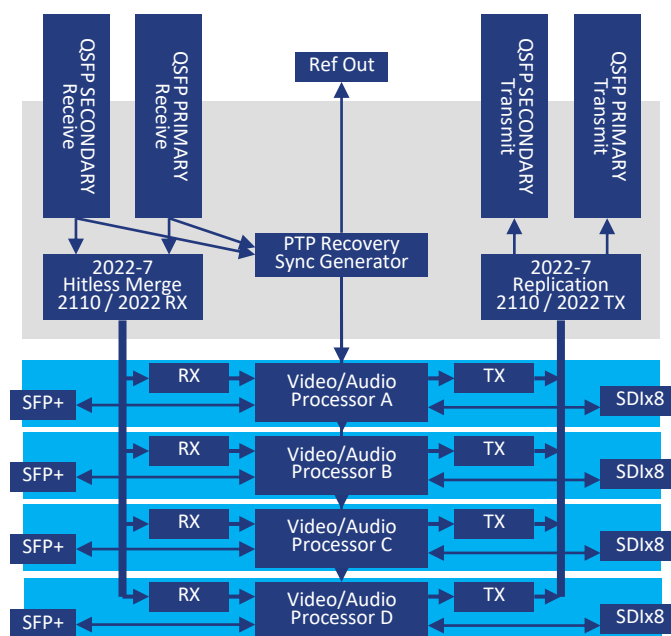 QSFP SECONDARY
Receive
QSFP PRIMARY
Receive
Ref Out
QSFP SECONDARY
Transmit
QSFP PRIMARY
Transmit
PTP Recovery
Sync Generator
2022-7
Hitless Merge
2110 / 2022 RX
2022-7
Replication
2110 / 2022 TX
RX
Video/Audio
Processor A
TX
SFP+
SDIx8
RX
Video/Audio
Processor B
TX
SFP+
SDIx8
RX
Video/Audio
Processor C
TX
SFP+
SDIx8
RX
Video/Audio
Processor D
TX
SFP+
SDIx8